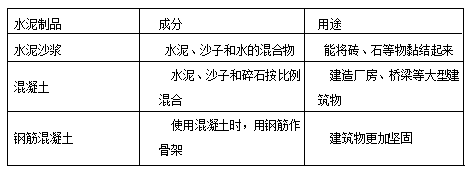 水泥制品 成分 用途
水泥沙浆 水泥、沙子和水的混合物 能将砖、石等物黏结起来
混凝土 水泥、沙子和碎石按比例混合 建造厂房、桥梁等大型建筑物
钢筋混凝土 使用混凝土时，用钢筋作骨架 建筑物更加坚固